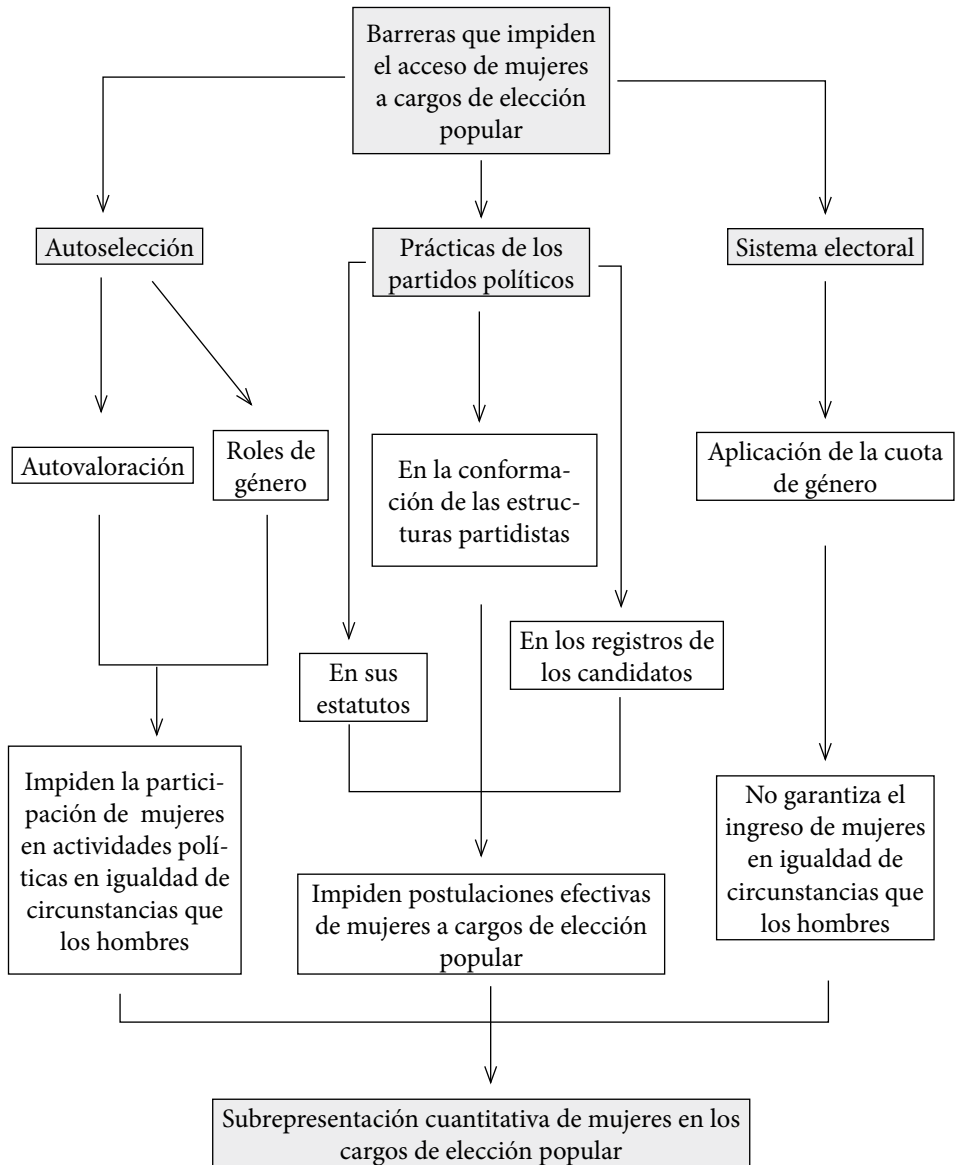 Barreras que impiden
el acceso de mujeres
a cargos de elección
popular
Autoselección
Prácticas de los
partidos políticos
Sistema electoral
Autovaloración
Roles de
género
En la conforma-
ción de las estruc-
turas partidistas
Aplicación de la cuota
de género
En sus
estatutos
En los registros de
los candidatos
Impiden la partici-
pación de mujeres
en actividades polí-
ticas en igualdad de
circunstancias que
los hombres
Impiden postulaciones efectivas
de mujeres a cargos de elección
popular
No garantiza el
ingreso de mujeres
en igualdad de
circunstancias que
los hombres
Subrepresentación cuantitativa de mujeres en los
cargos de elección popular